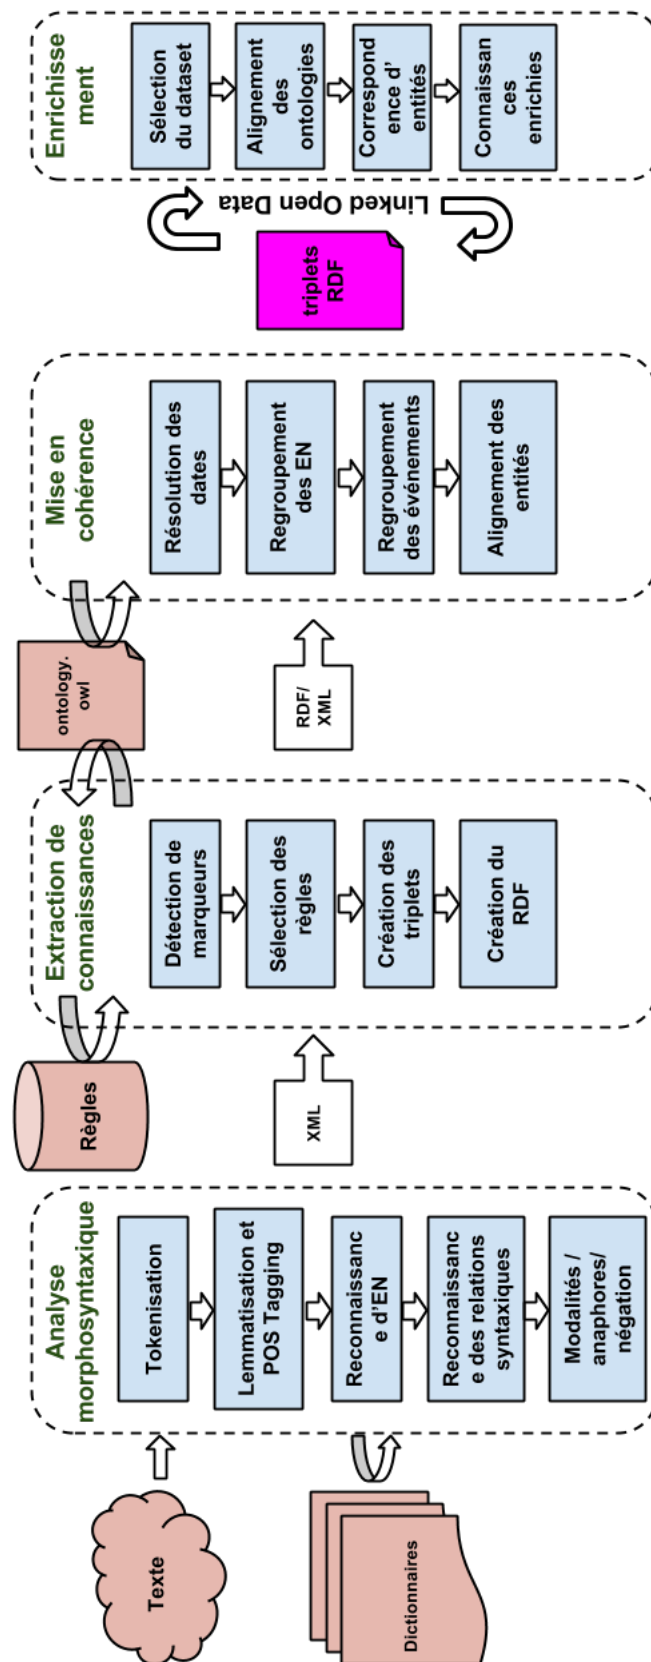 Texte
Dictionnaires
Analyse
morphosyntaxique
Tokenisation
Lemmatisation et
POS Tagging
Reconnaissanc
e d'EN
Reconnaissanc
e des relations
syntaxiques
Modalités /
anaphores/
négation
XML
Règles
Extraction de
connaissances
Détection de
marqueurs
Sélection des
règles
Création des
triplets
Création du
RDF
ontology.
owl
RDF/
XML
Mise en
cohérence
Résolution des
dates
Regroupement
des EN
Regroupement
des événements
Alignement des
entités
triplets
RDF
Linked Open Data
Enrichisse
ment
Sélection
du dataset
Alignement
des
ontologies
Correspond
ence d'
entités
Connaissan
ces
enrichies